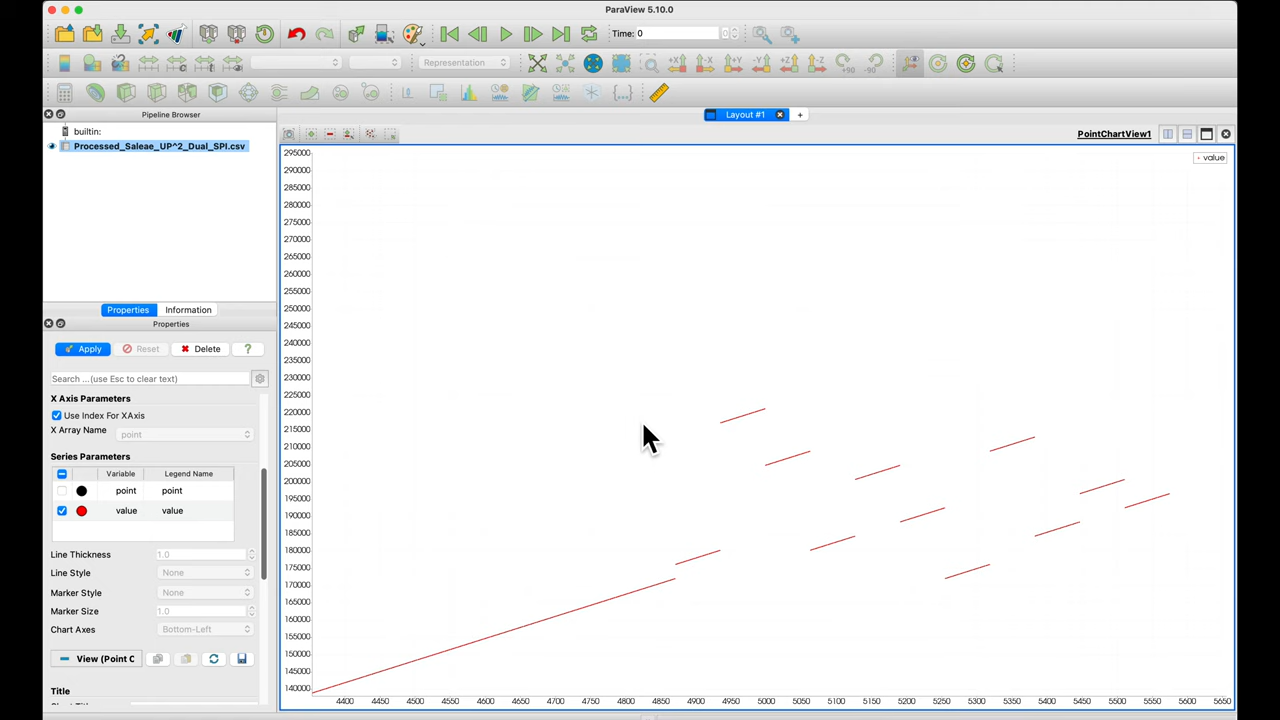 ParaView 5.10.0
Time: 0
0
Representation
+X -X +Y -Y +Z -Z +90 -90
Pipeline Browser
Layout #1
+
builtin:
Processed_Saleae_UP^2_Dual_SPI.csv
PointChartView1
value
Properties Information
Properties
Apply Reset Delete ?
Search ...(use Esc to clear text)
X Axis Parameters
Use Index For XAxis
X Array Name point
Series Parameters
Variable Legend Name
point point
value value
Line Thickness 1.0
Line Style None
Marker Style None
Marker Size 1.0
Chart Axes Bottom-Left
View (Point C
Title
295000
290000
285000
280000
275000
270000
265000
260000
255000
250000
245000
240000
235000
230000
225000
220000
215000
210000
205000
200000
195000
190000
185000
180000
175000
170000
165000
160000
155000
150000
145000
140000
4400 4450 4500 4550 4600 4650 4700 4750 4800 4850 4900 4950 5000 5050 5100 5150 5200 5250 5300 5350 5400 5450 5500 5550 5600 5650